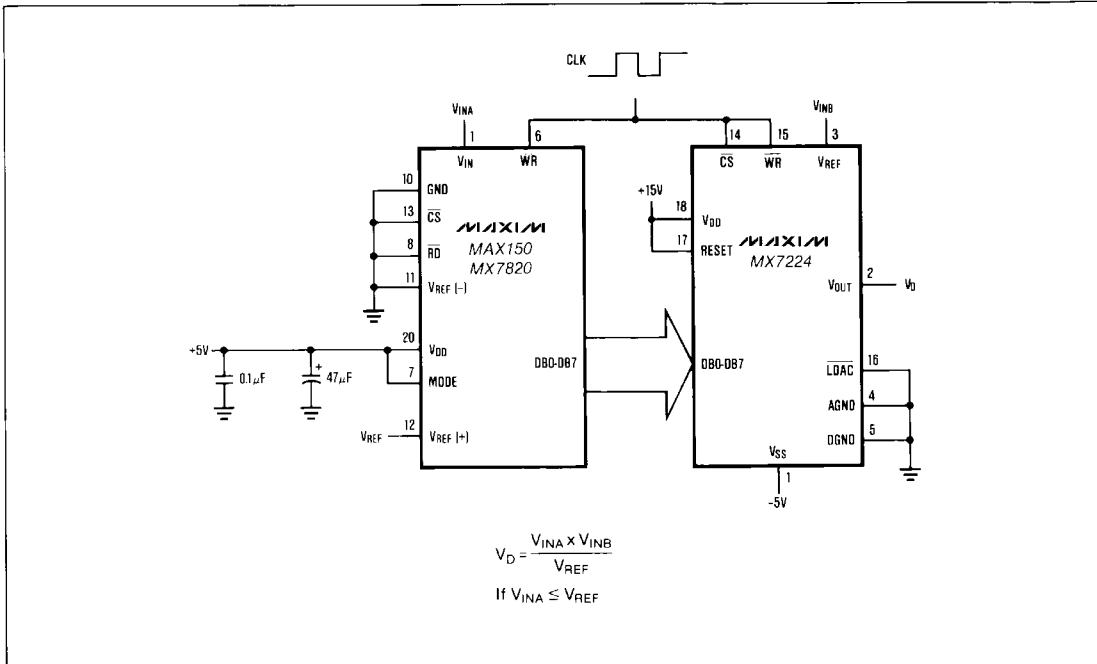 CLK
VINA
1
6
VIN
WR
10 GND
13 CS
8 RD
11 VREF (−)
MAXIM
MAX150
MX7820
20 VDD
7 MODE
12 VREF (+)
VREF
+5V
0.1μF
+
47μF
DB0-DB7
VINB
14
15
3
CS
WR
VREF
+15V
18 VDD
17 RESET
MAXIM
MX7224
VOUT 2 VD
DB0-DB7
LDAC 16
AGND 4
DGND 5
VSS
1
-5V
VD = VINA x VINB
VREF
If VINA ≤ VREF